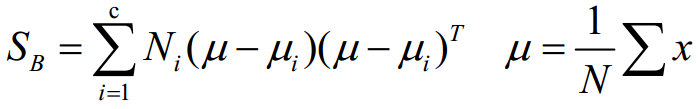 S_B = \sum_{i=1}^{c} N_i (\mu - \mu_i)(\mu - \mu_i)^T \quad \mu = \frac{1}{N} \sum x